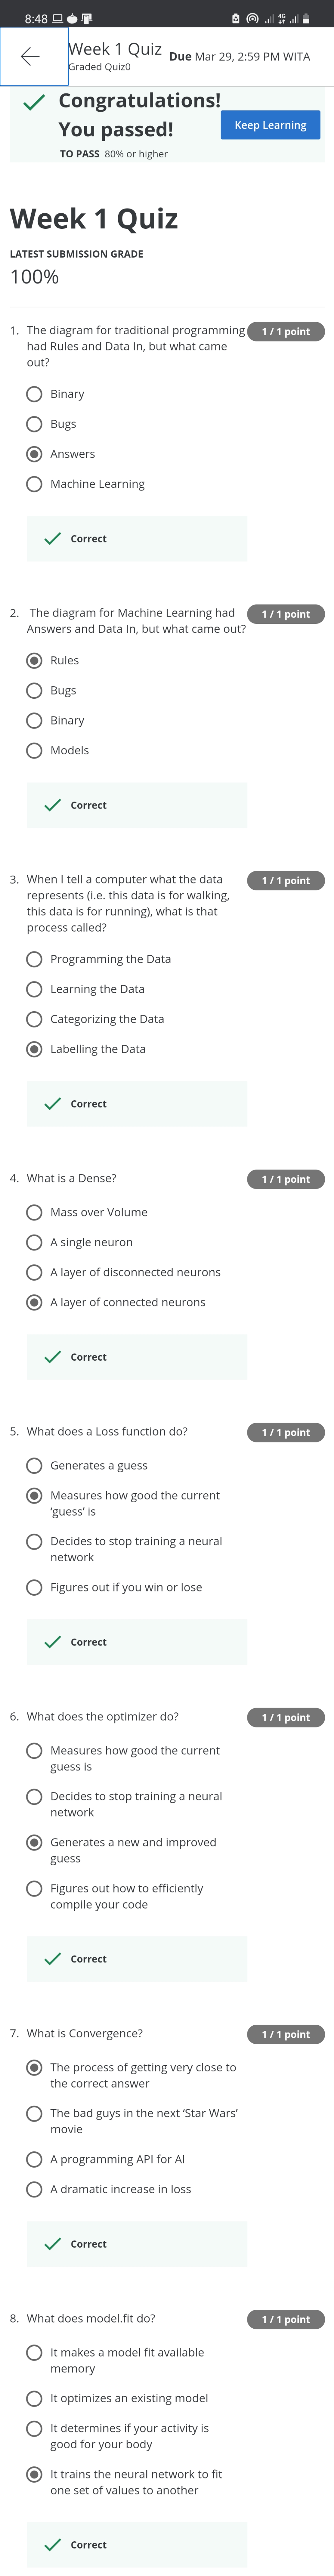 8:48
4G
Week 1 Quiz
Graded Quiz0
Due Mar 29, 2:59 PM WITA
Congratulations!
You passed!
Keep Learning
TO PASS 80% or higher
Week 1 Quiz
LATEST SUBMISSION GRADE
100%
1. The diagram for traditional programming
had Rules and Data In, but what came
out?
1 / 1 point
Binary
Bugs
Answers
Machine Learning
Correct
2. The diagram for Machine Learning had
Answers and Data In, but what came out?
1 / 1 point
Rules
Bugs
Binary
Models
Correct
3. When I tell a computer what the data
represents (i.e. this data is for walking,
this data is for running), what is that
process called?
1 / 1 point
Programming the Data
Learning the Data
Categorizing the Data
Labelling the Data
Correct
4. What is a Dense?
1 / 1 point
Mass over Volume
A single neuron
A layer of disconnected neurons
A layer of connected neurons
Correct
5. What does a Loss function do?
1 / 1 point
Generates a guess
Measures how good the current
‘guess’ is
Decides to stop training a neural
network
Figures out if you win or lose
Correct
6. What does the optimizer do?
1 / 1 point
Measures how good the current
guess is
Decides to stop training a neural
network
Generates a new and improved
guess
Figures out how to efficiently
compile your code
Correct
7. What is Convergence?
1 / 1 point
The process of getting very close to
the correct answer
The bad guys in the next ‘Star Wars’
movie
A programming API for AI
A dramatic increase in loss
Correct
8. What does model.fit do?
1 / 1 point
It makes a model fit available
memory
It optimizes an existing model
It determines if your activity is
good for your body
It trains the neural network to fit
one set of values to another
Correct